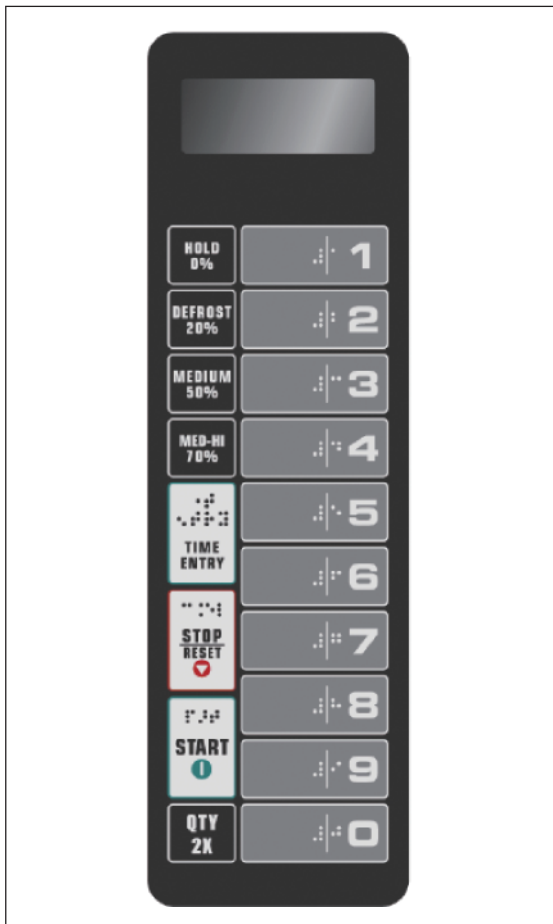 HOLD
0%
1
DEFROST
20%
2
MEDIUM
50%
3
MED-HI
70%
4
TIME
ENTRY
5
6
STOP
RESET
7
START
8
9
QTY
2X
0